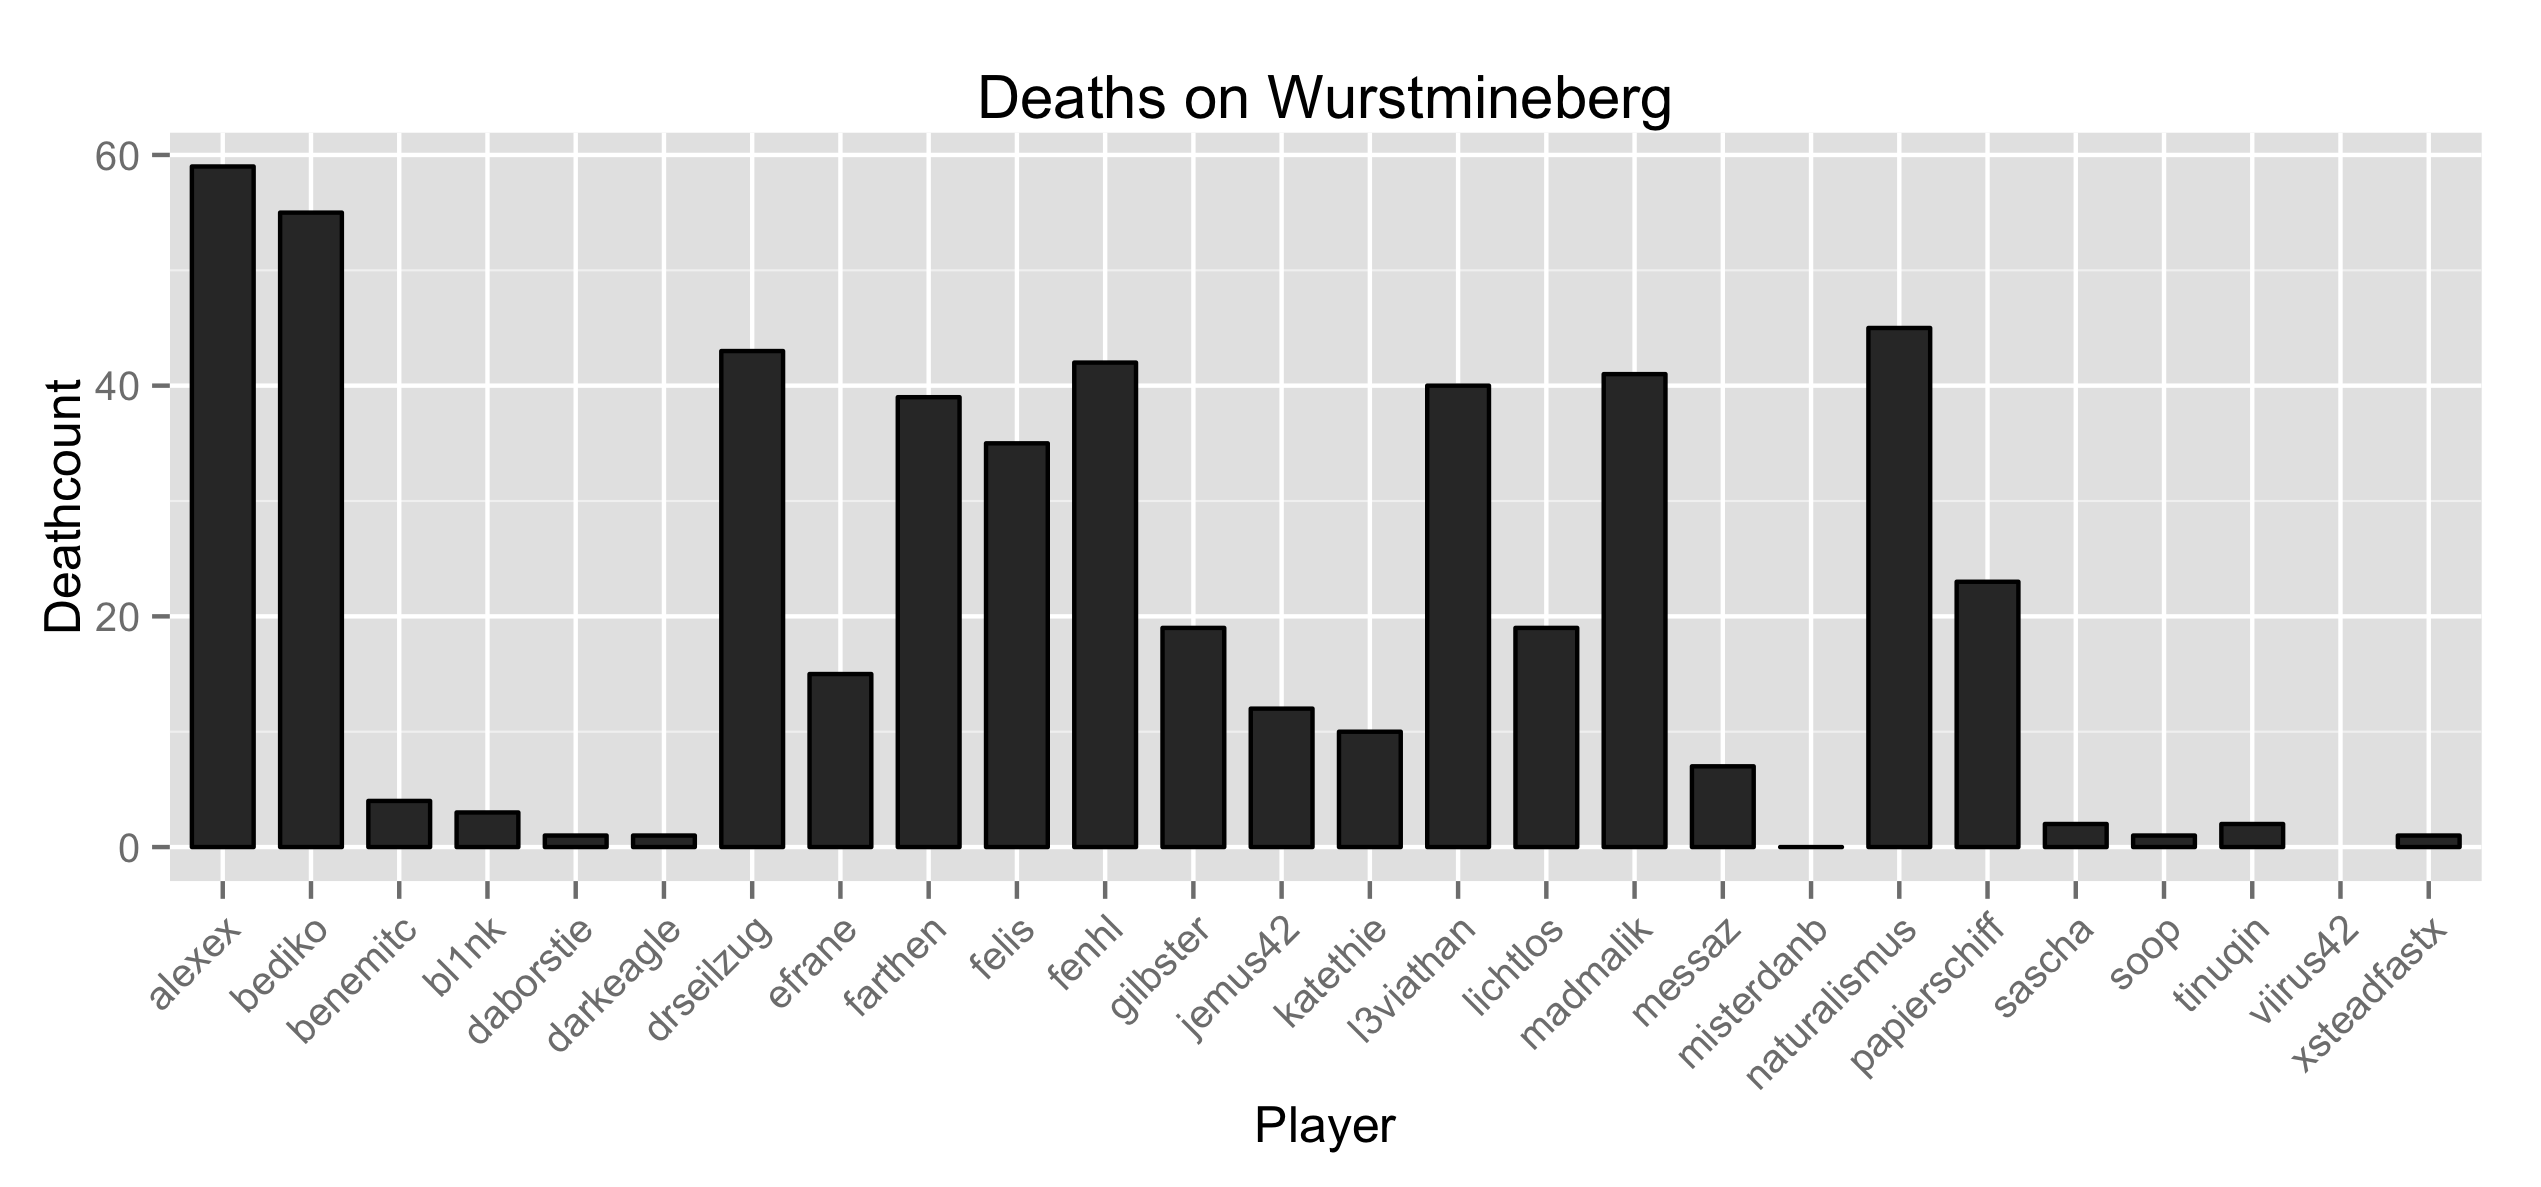 Deaths on Wurstmineberg
Deathcount
60
40
20
0
alexex
bediko
benemitc
bl1nk
daborstie
darkeagle
drseilzug
efrane
farthen
felis
fenhl
gilbster
jemus42
katethie
l3viathan
lichtlos
madmalik
messaz
misterdanb
naturalismus
papierschiff
sascha
soop
tinuqin
viirus42
xsteadfastx
Player